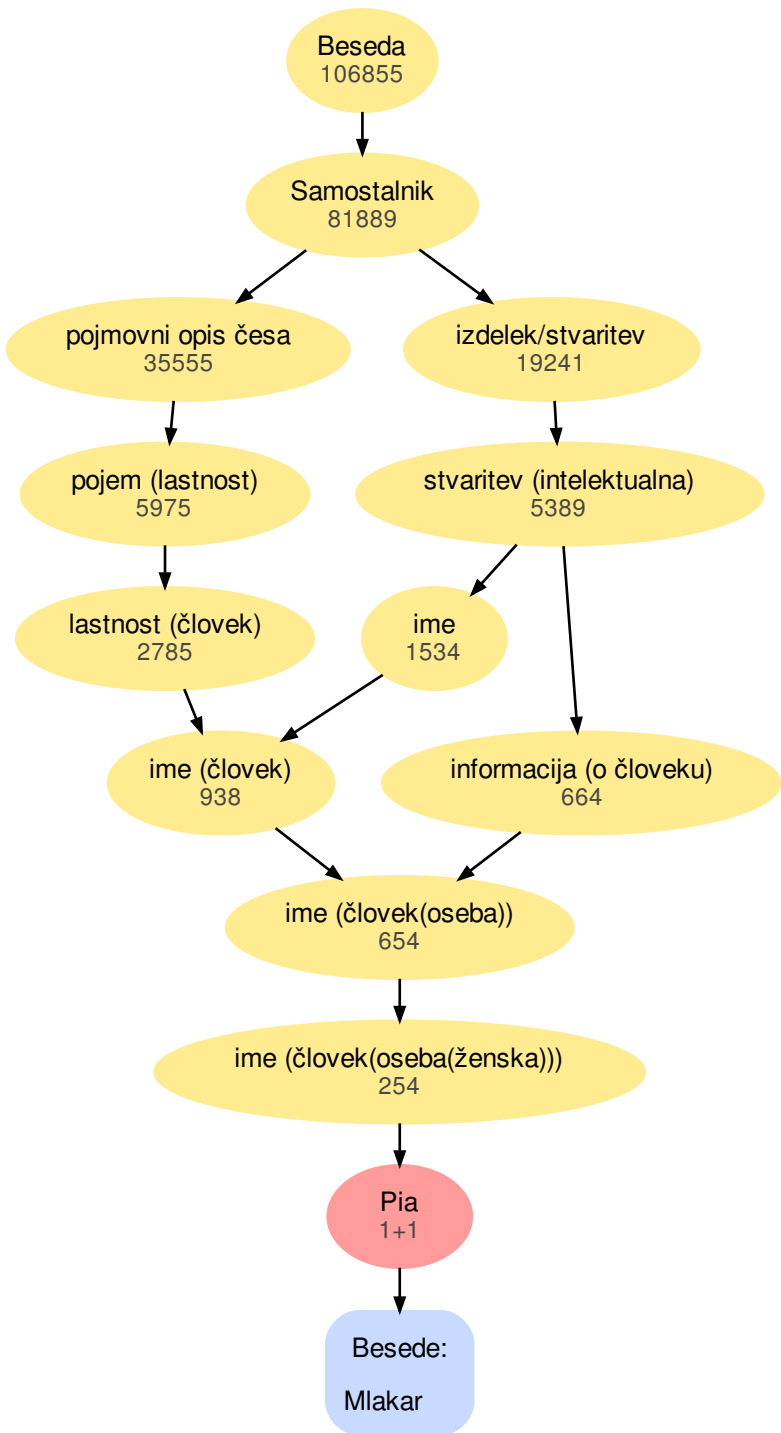 Beseda
106855
Samostalnik
81889
pojmovni opis česa
35555
izdelek/stvaritev
19241
pojem (lastnost)
5975
stvaritev (intelektualna)
5389
lastnost (človek)
2785
ime
1534
ime (človek)
938
informacija (o človeku)
664
ime (človek(oseba))
654
ime (človek(oseba(ženska)))
254
Pia
1+1
Besede:
Mlakar